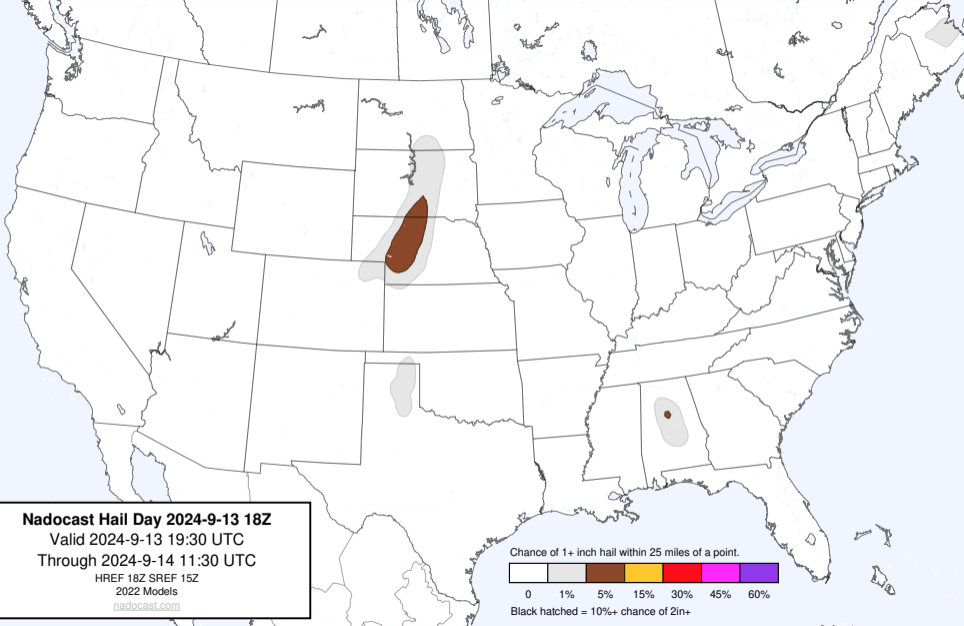 Nadocast Hail Day 2024-9-13 18Z
Valid 2024-9-13 19:30 UTC
Through 2024-9-14 11:30 UTC
HREF 18Z SREF 15Z
2022 Models
nadocast.com
Chance of 1+ inch hail within 25 miles of a point.
0 1% 5% 15% 30% 45% 60%
Black hatched = 10%+ chance of 2in+